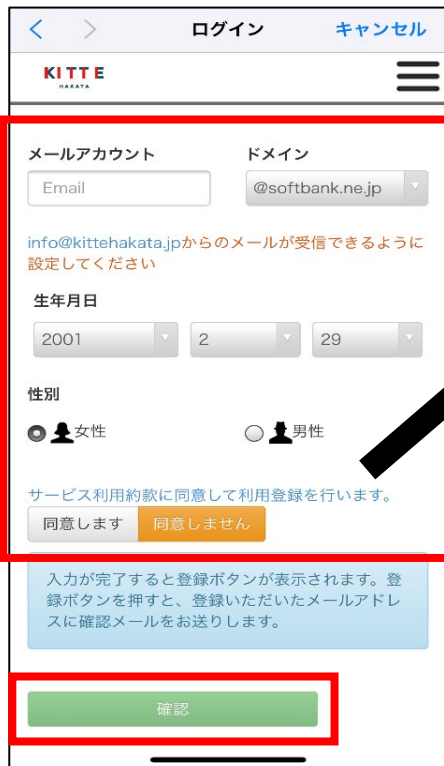 ログイン
キャンセル
KITTE
HAKATA
メールアカウント
ドメイン
Email
@softbank.ne.jp
info@kittehakata.jpからのメールが受信できるように
設定してください
生年月日
2001
2
29
性別
女性
男性
サービス利用約款に同意して利用登録を行います。
同意します
同意しません
入力が完了すると登録ボタンが表示されます。登
録ボタンを押すと、登録いただいたメールアドレ
スに確認メールをお送りします。
確認